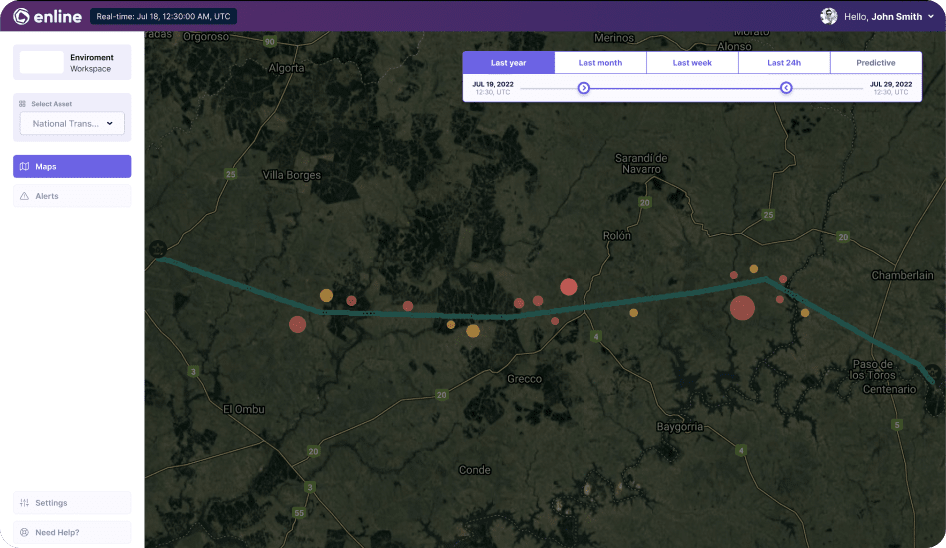 enline
Real-time: Jul 18, 12:30:00 AM, UTC
Hello, John Smith
Enviroment
Workspace
Select Asset
National Trans...
Maps
Alerts
Settings
Need Help?
Last year
Last month
Last week
Last 24h
Predictive
JUL 19, 2022
12:30, UTC
JUL 29, 2022
12:30, UTC
Orgoroso
90
Merinos
Alonso
Algorta
Sarandí de
Navarro
25
Villa Borges
20
25
Rolón
20
Chamberlain
4
Paso de
los Toros
3
Grecco
Centenario
20
El Ombu
Baygorria
5
20
4
Conde
3
55